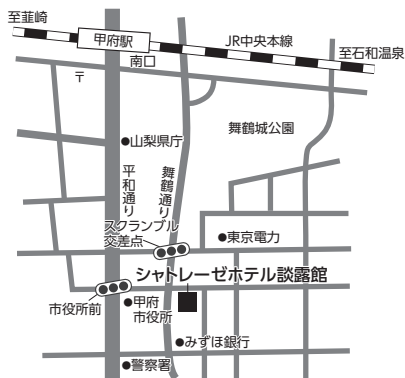 至韮崎
甲府駅
JR中央本線
至石和温泉
南口
〒
舞鶴城公園
山梨県庁
平和通り
舞鶴通り
スクランブル
交差点
東京電力
シャトレーゼホテル談露館
市役所前
甲府
市役所
みずほ銀行
警察署